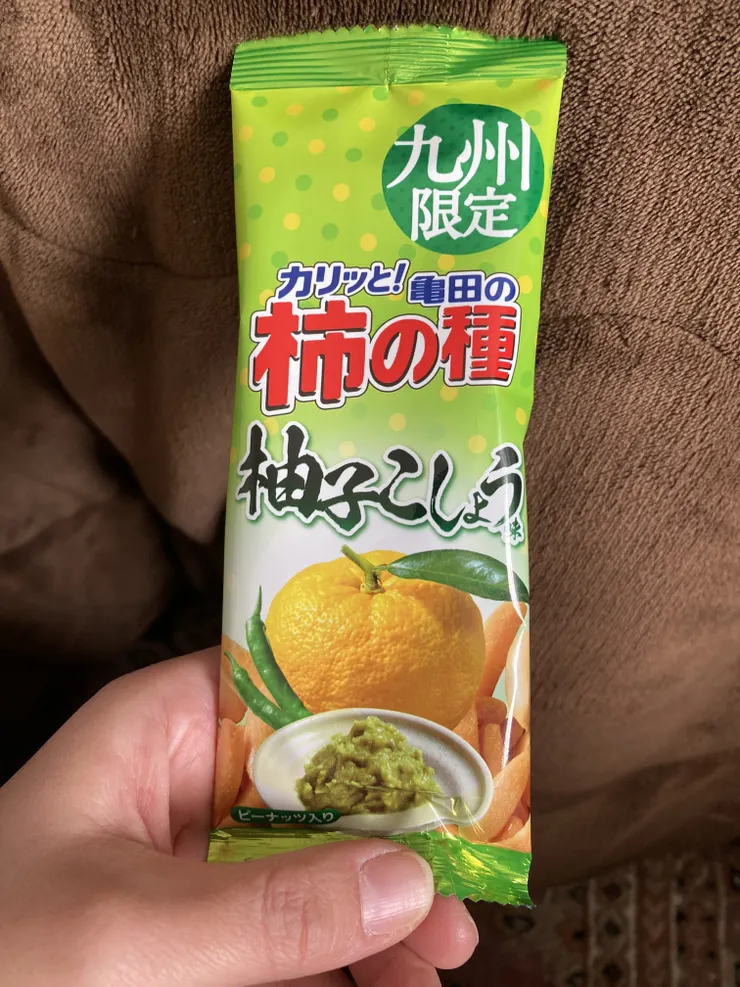 九州
限定
カリッと! 亀田の
柿の種
柚子こしょう
ピーナッツ入り